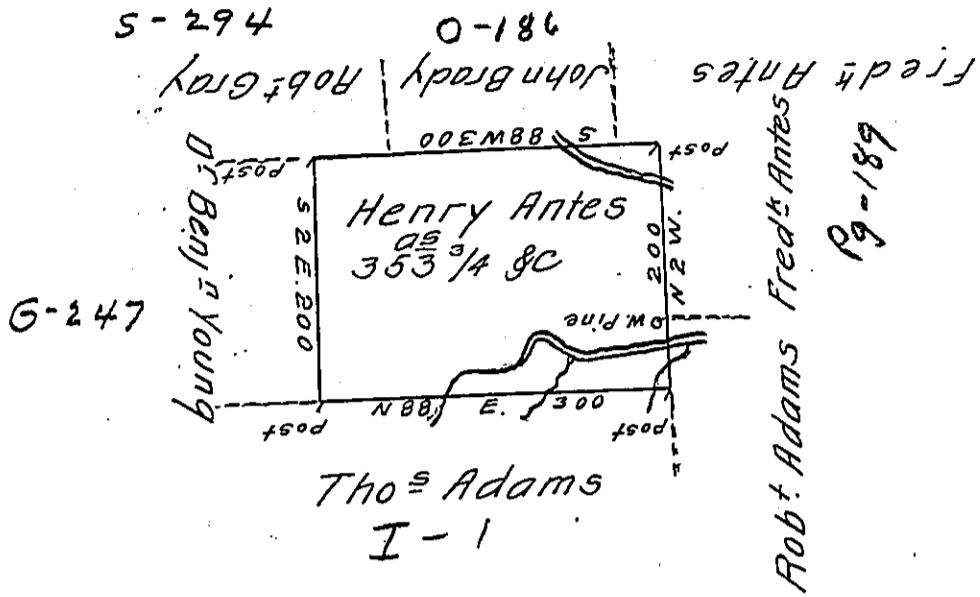 S-294
O-186
Robt Gray
John Brady
Fredk Antes
Post
S 88W300
Post
Dr Benjn Young
S 2 E. 200
Henry Antes
as
353 3/4 &C
200
N 2 W.
Robt. Adams Fredk Antes
Pg-189
G-247
W. Pine
Post
N 88 E. 300
Post
Thos Adams
I-1